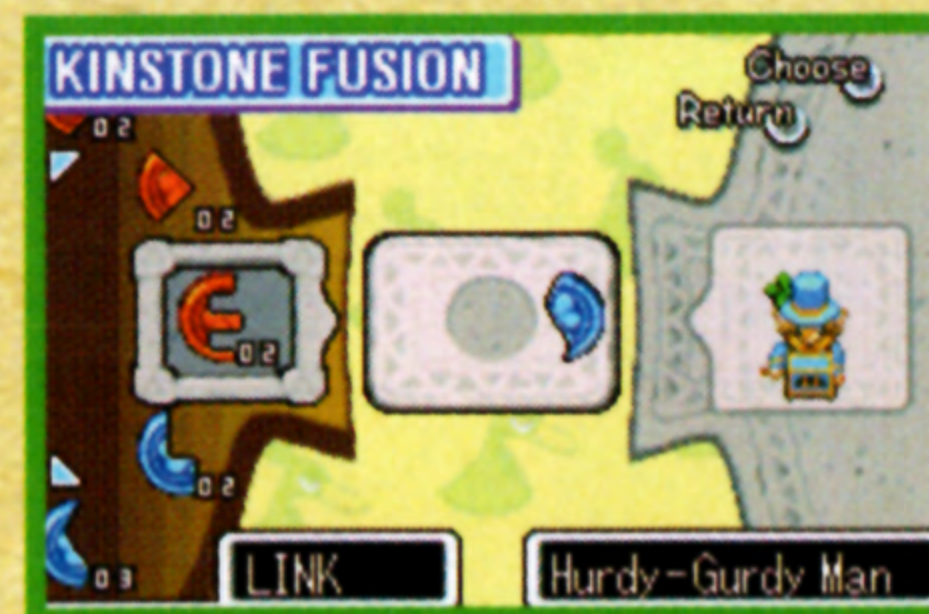 KINSTONE FUSION
Choose
Return
02
02
02
02
03
LINK
Hurdy-Gurdy Man